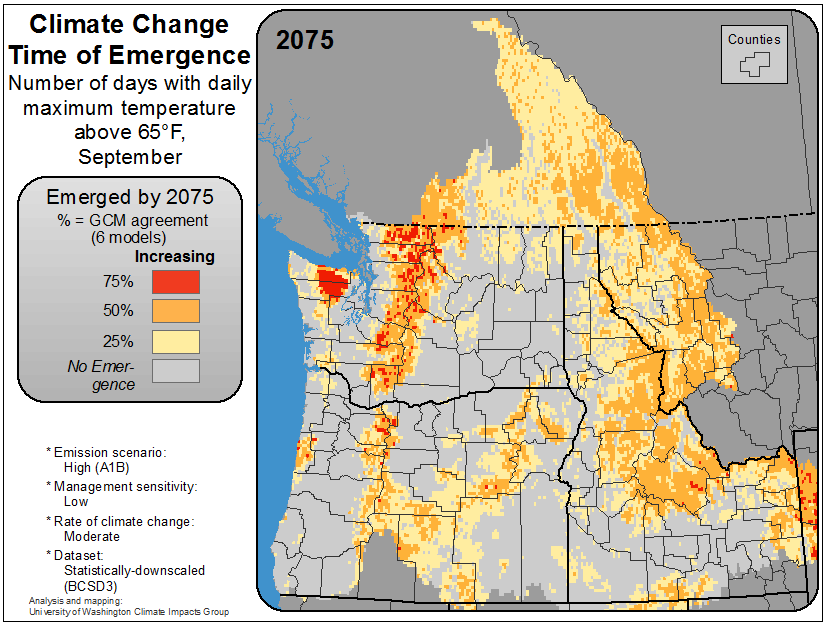 Climate Change
Time of Emergence
Number of days with daily
maximum temperature
above 65°F,
September
Emerged by 2075
% = GCM agreement
(6 models)
Increasing
75%
50%
25%
No Emer-
gence
* Emission scenario:
High (A1B)
* Management sensitivity:
Low
* Rate of climate change:
Moderate
* Dataset:
Statistically-downscaled
(BCSD3)
Analysis and mapping:
University of Washington Climate Impacts Group
2075
Counties